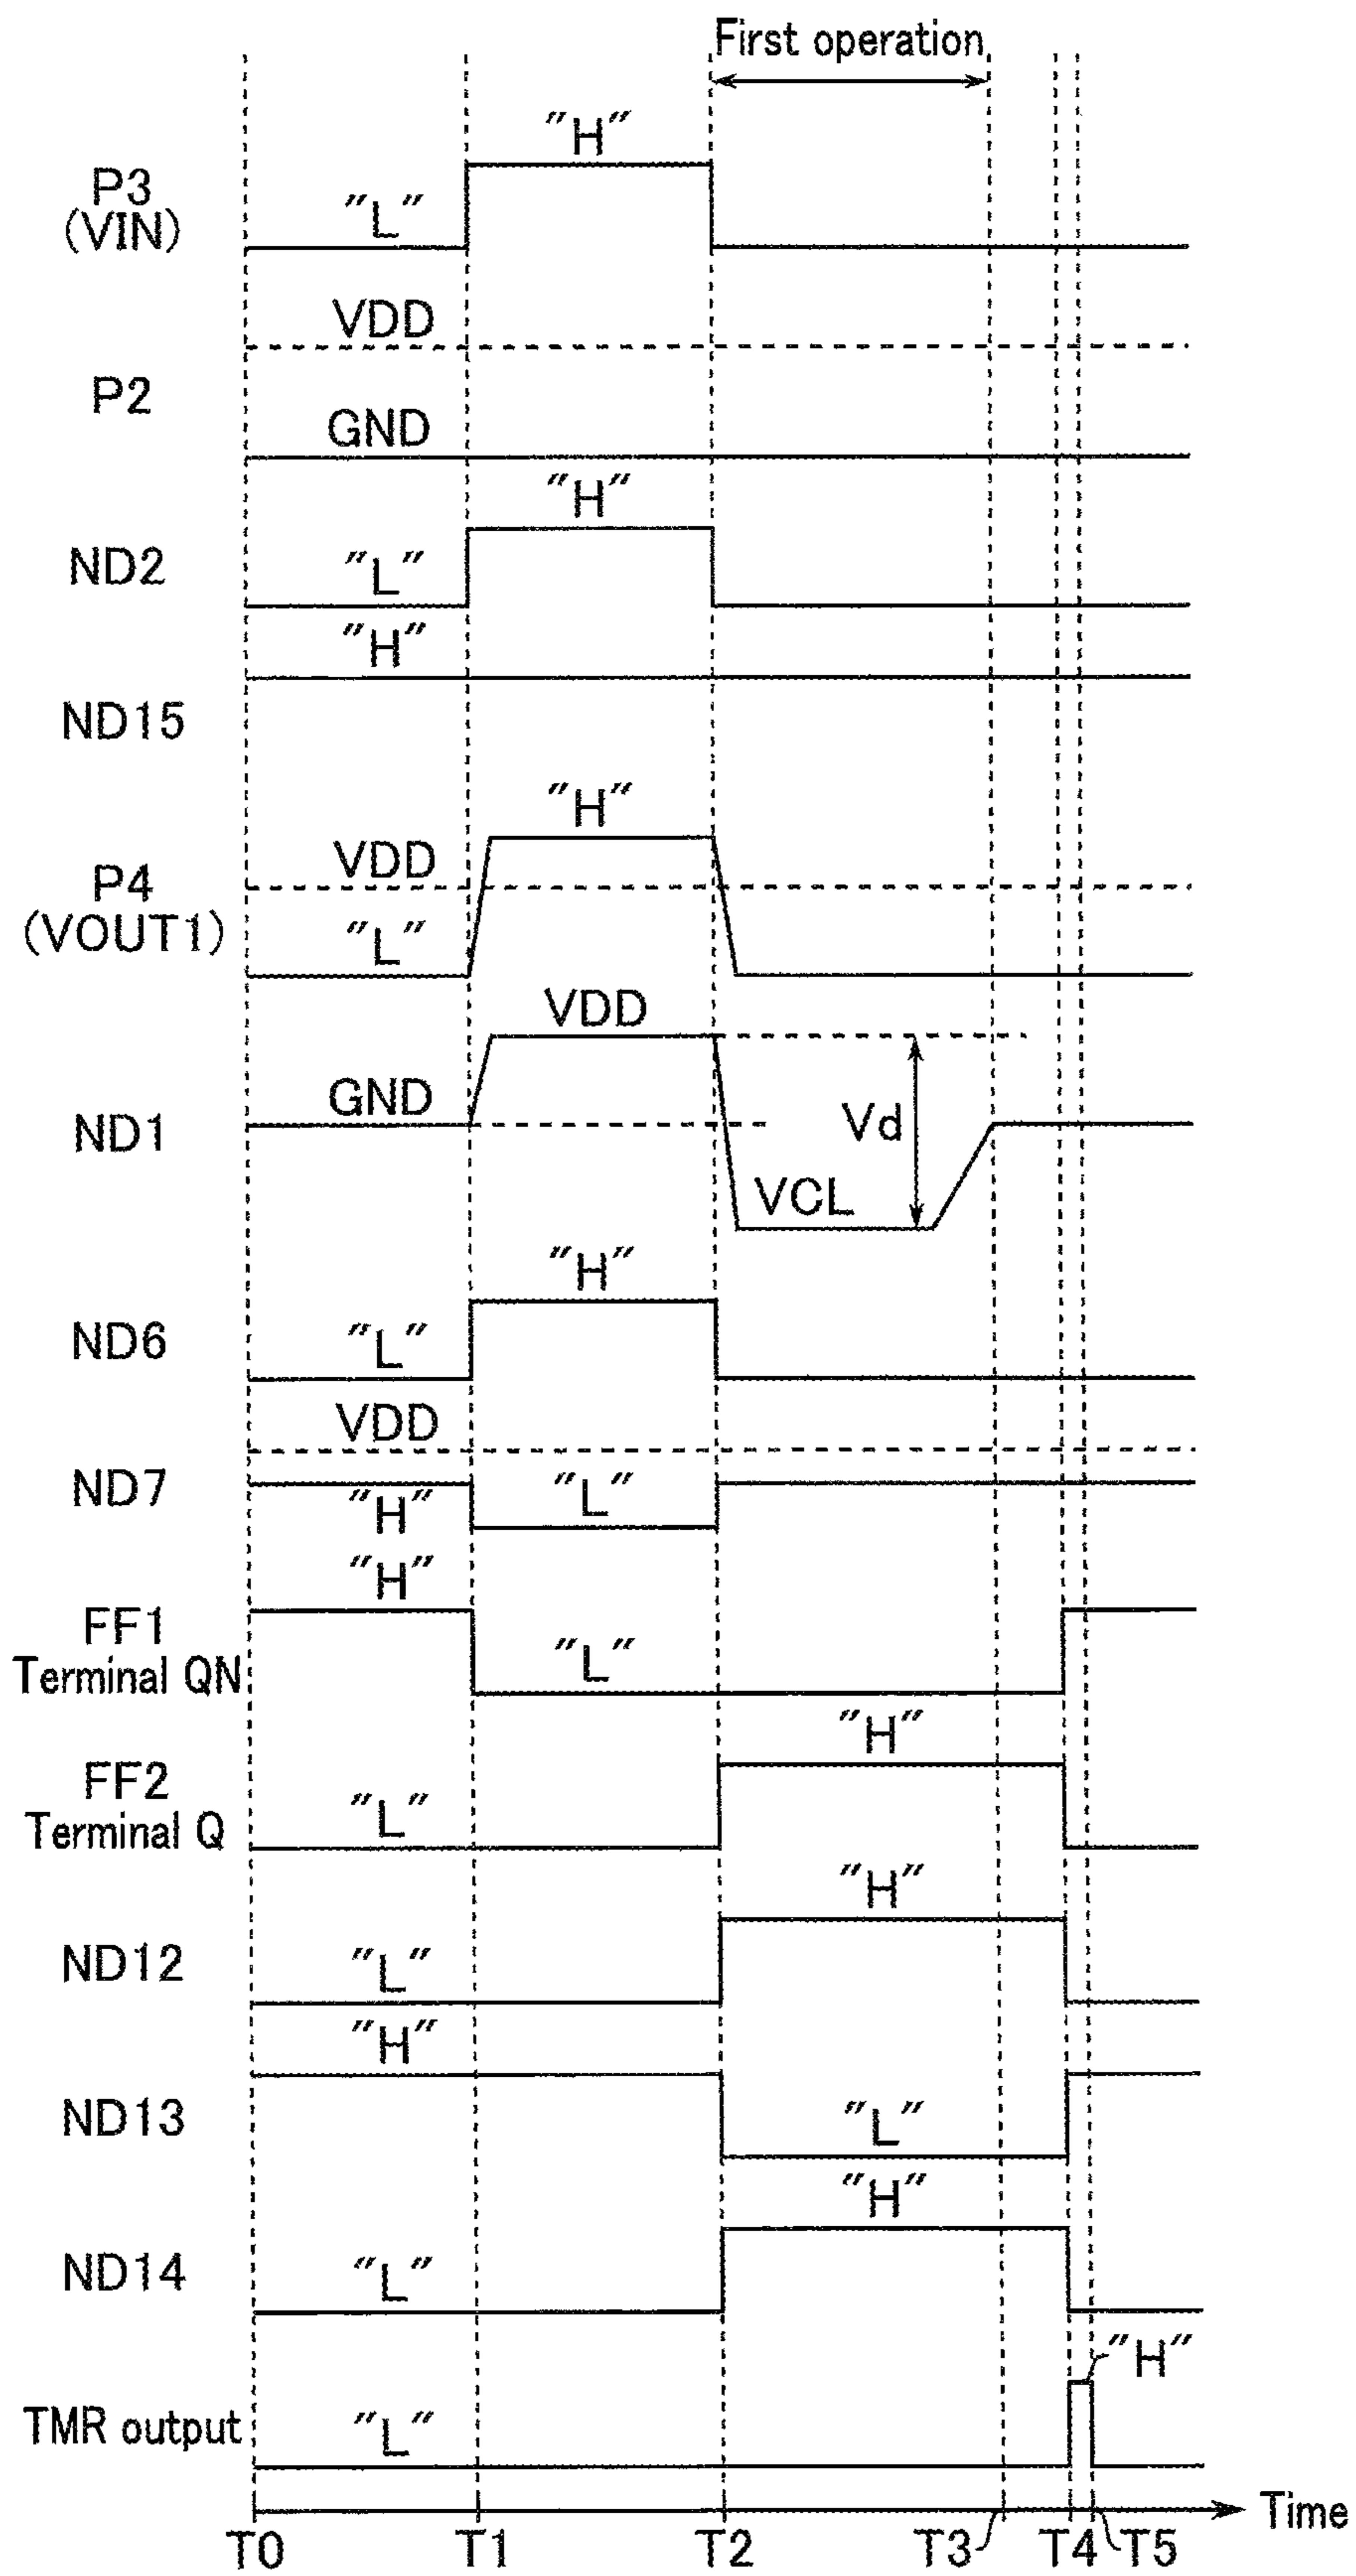 First operation
"H"
P3
(VIN)
"L"
VDD
P2
GND
"H"
ND2
"L"
"H"
ND15
"H"
VDD
P4
(VOUT1)
"L"
VDD
GND
ND1
Vd
VCL
"H"
ND6
"L"
VDD
ND7
"H"
"L"
"H"
FF1
Terminal QN
"L"
"H"
FF2
Terminal Q
"L"
"H"
ND12
"L"
"H"
ND13
"L"
"H"
ND14
"L"
"H"
TMR output
"L"
Time
T0 T1 T2 T3 T4 T5